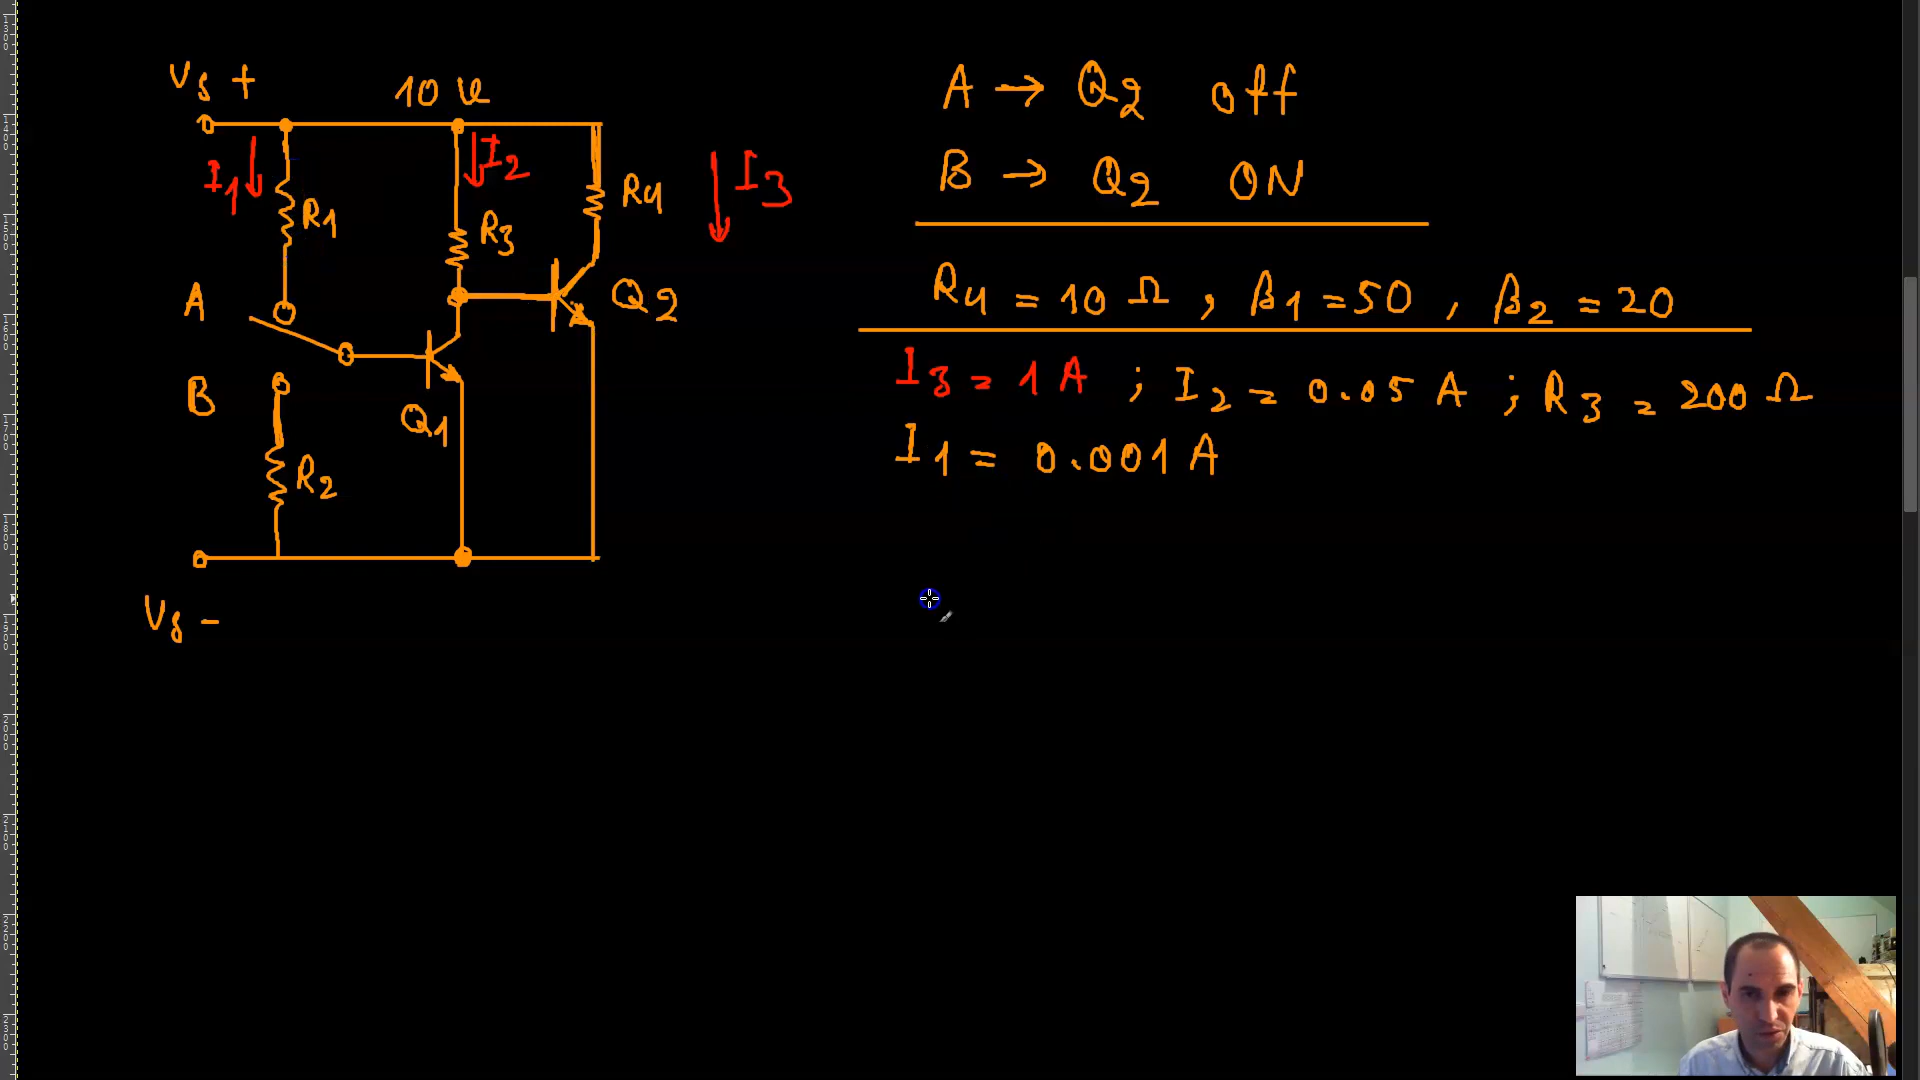 Vs +
10 V
I1
R1
I2
R3
R4
I3
A
B
Q1
Q2
R2
Vs -
A → Q2 off
B → Q2 ON
R4 = 10 Ω , β1 = 50 , β2 = 20
I3 = 1 A ; I2 = 0.05 A ; R3 = 200 Ω
I1 = 0.001 A